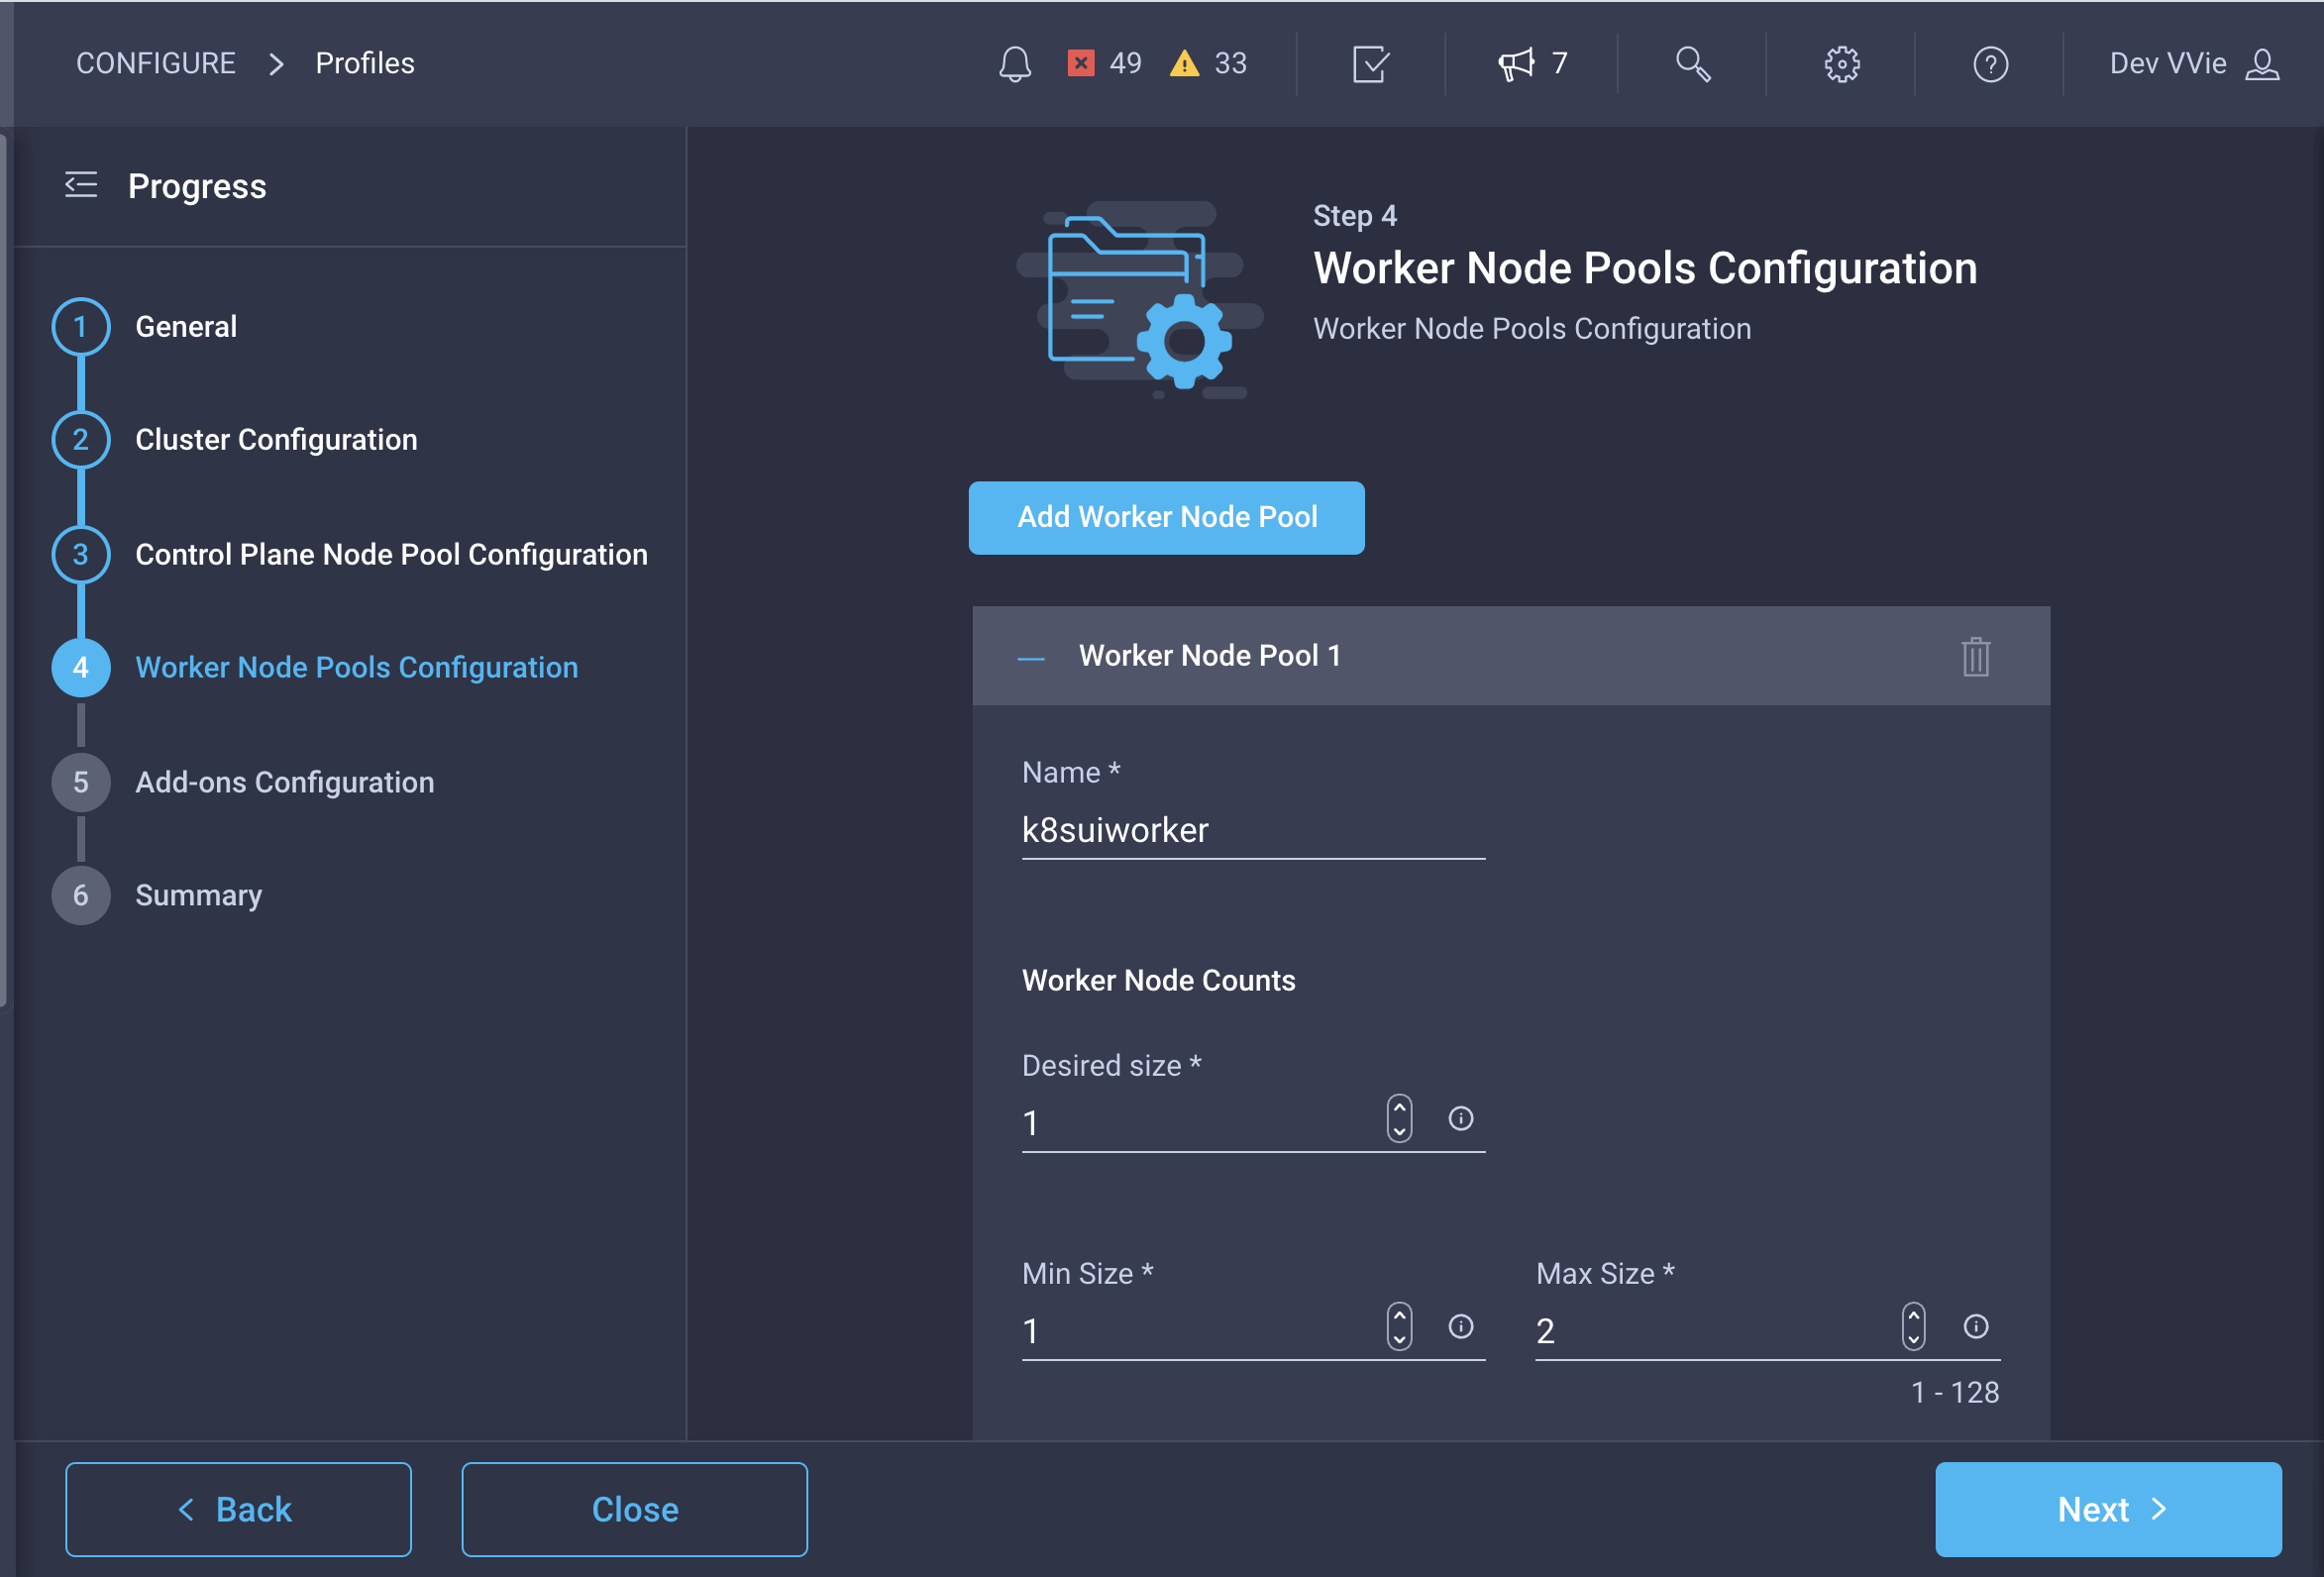 CONFIGURE > Profiles
49 33 7 Dev VVie
Progress
1 General
2 Cluster Configuration
3 Control Plane Node Pool Configuration
4 Worker Node Pools Configuration
5 Add-ons Configuration
6 Summary
Step 4
Worker Node Pools Configuration
Worker Node Pools Configuration
Add Worker Node Pool
Worker Node Pool 1
Name *
k8suiworker
Worker Node Counts
Desired size *
1
Min Size * Max Size *
1 2
1 - 128
Back Close Next